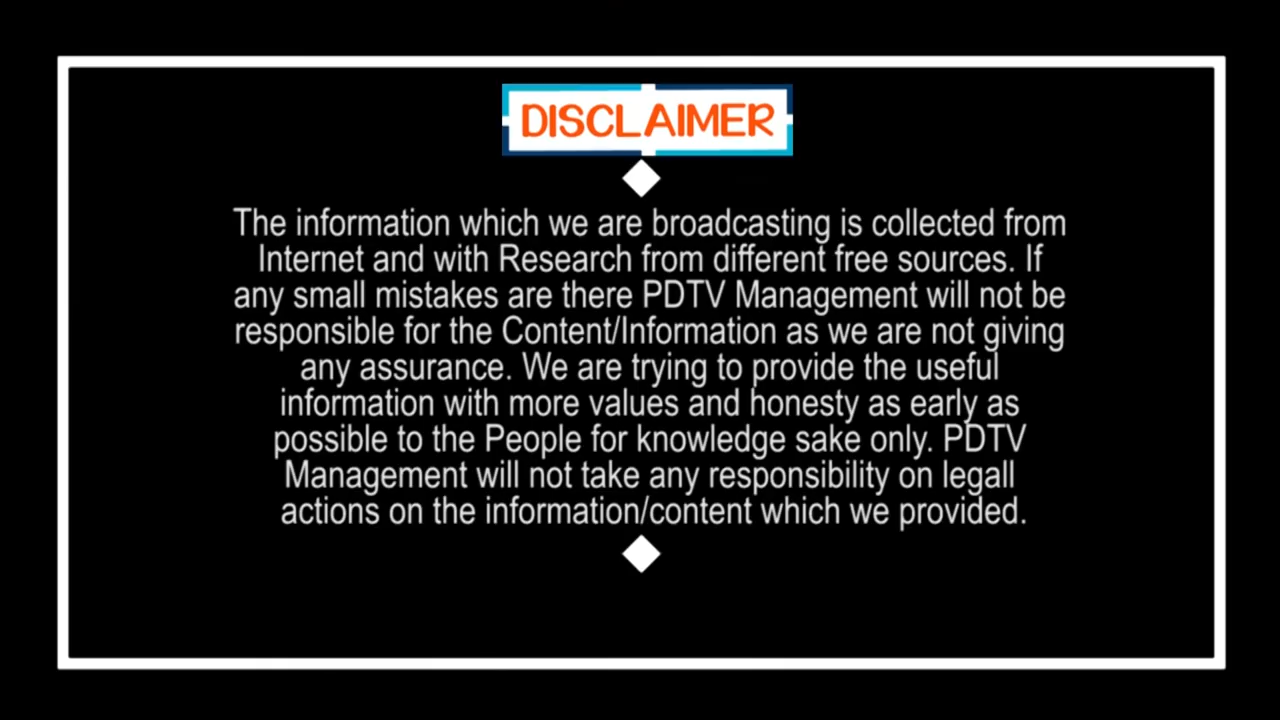 DISCLAIMER
The information which we are broadcasting is collected from
Internet and with Research from different free sources. If
any small mistakes are there PDTV Management will not be
responsible for the Content/Information as we are not giving
any assurance. We are trying to provide the useful
information with more values and honesty as early as
possible to the People for knowledge sake only. PDTV
Management will not take any responsibility on legall
actions on the information/content which we provided.